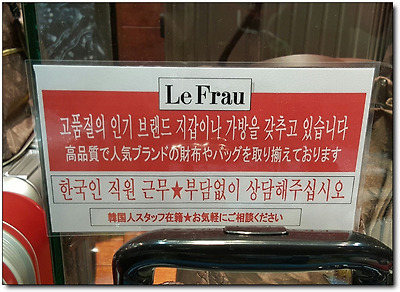 Le Frau
고품질의 인기 브랜드 지갑이나 가방을 갖추고 있습니다
高品質で人気ブランドの財布やバッグを取り揃えております
한국인 직원 근무★부담없이 상담해주십시오
韓国人スタッフ在籍★お気軽にご相談ください